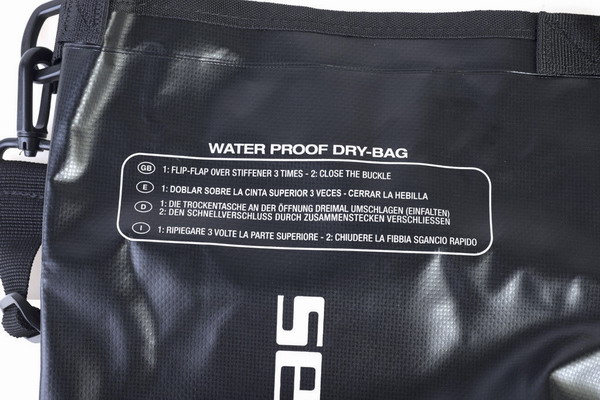 WATER PROOF DRY-BAG
GB 1: FLIP-FLAP OVER STIFFENER 3 TIMES - 2: CLOSE THE BUCKLE
E 1: DOBLAR SOBRE LA CINTA SUPERIOR 3 VECES - CERRAR LA HEBILLA
D 1: DIE TROCKENTASCHE AN DER ÖFFNUNG DREIMAL UMSCHLAGEN (EINFALTEN)
2: DEN SCHNELLVERSCHLUSS DURCH ZUSAMMENSTECKEN VERSCHLIESSEN
I 1: RIPIEGARE 3 VOLTE LA PARTE SUPERIORE - 2: CHIUDERE LA FIBBIA SGANCIO RAPIDO
se